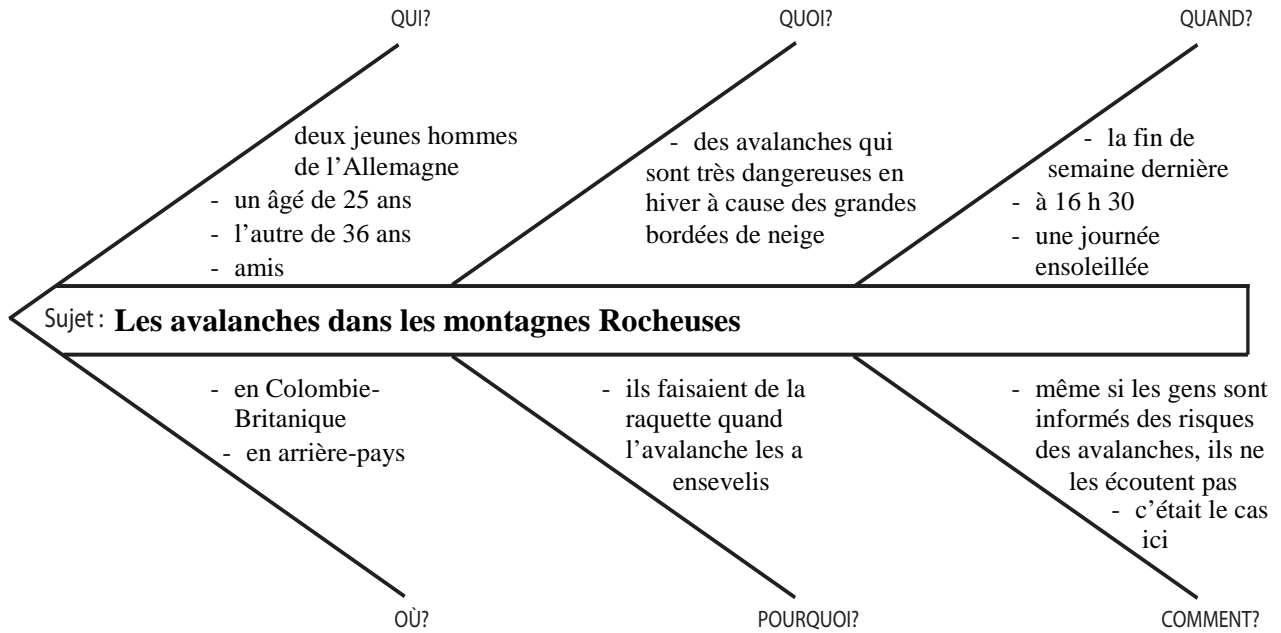 QUI?
QUOI?
QUAND?
deux jeunes hommes
de l’Allemagne
- un âgé de 25 ans
- l’autre de 36 ans
- amis
- des avalanches qui
sont très dangereuses en
hiver à cause des grandes
bordées de neige
- la fin de
semaine dernière
- à 16 h 30
- une journée
ensoleillée
Sujet : Les avalanches dans les montagnes Rocheuses
- en Colombie-
Britanique
- en arrière-pays
- ils faisaient de la
raquette quand
l’avalanche les a
ensevelis
- même si les gens sont
informés des risques
des avalanches, ils ne
les écoutent pas
- c’était le cas
ici
OÙ?
POURQUOI?
COMMENT?